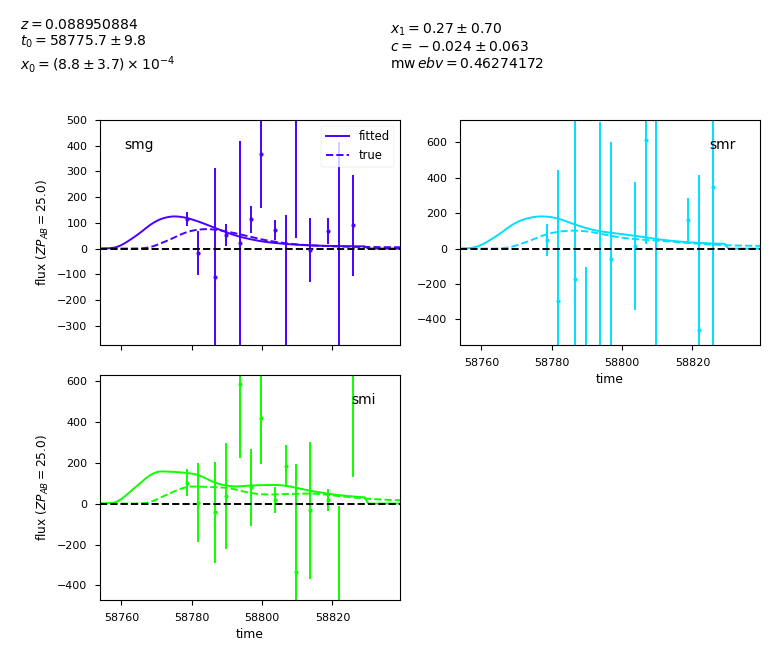 z = 0.088950884
t₀ = 58775.7 ± 9.8
x₀ = (8.8 ± 3.7) × 10⁻⁴
x₁ = 0.27 ± 0.70
c = −0.024 ± 0.063
mw ebv = 0.46274172
smg
fitted
true
flux (ZP_AB = 25.0)
500
400
300
200
100
0
−100
−200
−300
smr
600
400
200
0
−200
−400
58760
58780
58800
58820
time
smi
flux (ZP_AB = 25.0)
600
400
200
0
−200
−400
58760
58780
58800
58820
time